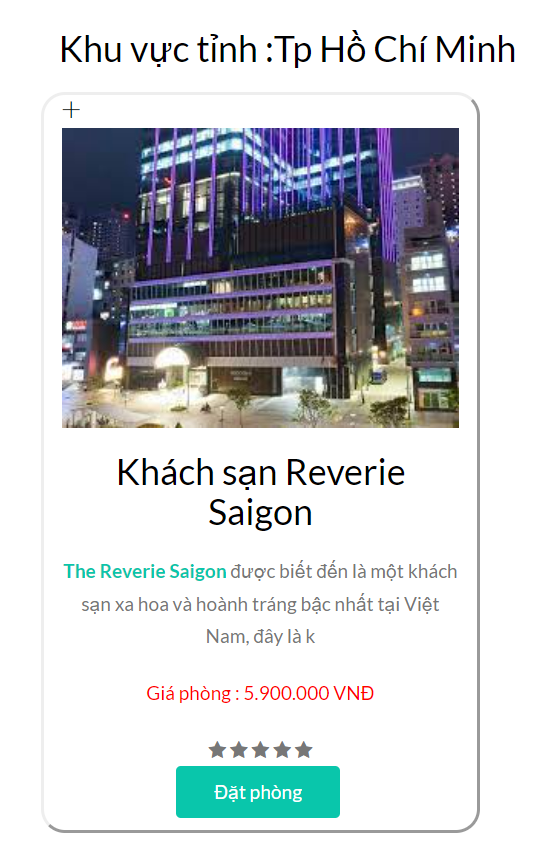 Khu vực tỉnh :Tp Hồ Chí Minh
Khách sạn Reverie
Saigon
The Reverie Saigon được biết đến là một khách
sạn xa hoa và hoành tráng bậc nhất tại Việt
Nam, đây là k
Giá phòng : 5.900.000 VNĐ
Đặt phòng